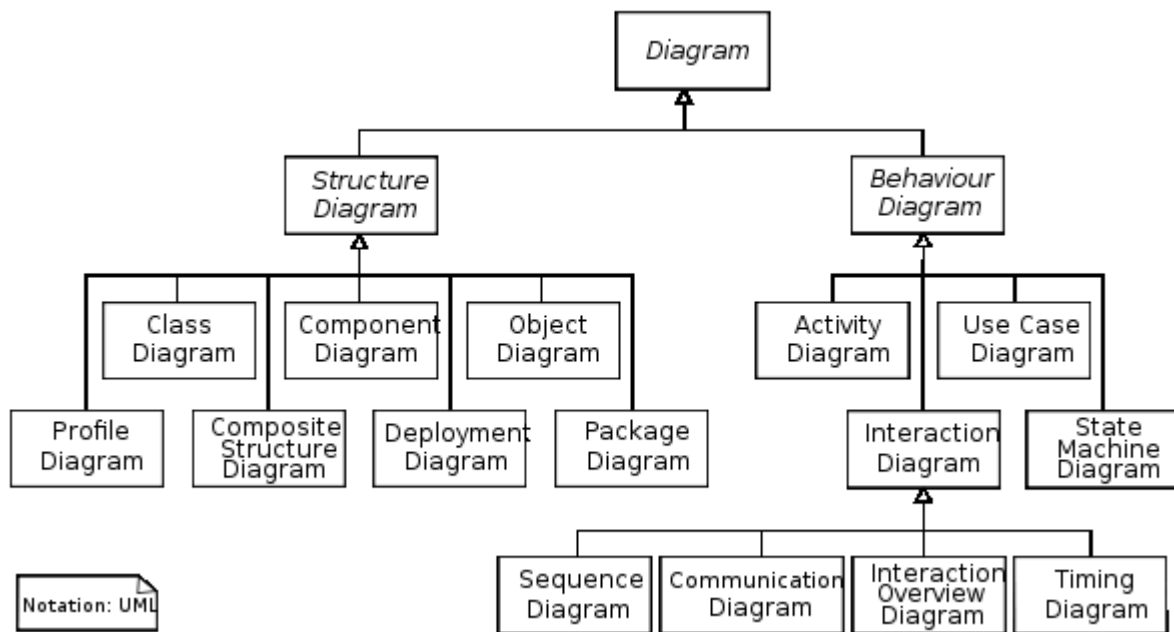 Diagram
Structure
Diagram
Behaviour
Diagram
Class
Diagram
Component
Diagram
Object
Diagram
Activity
Diagram
Use Case
Diagram
Profile
Diagram
Composite
Structure
Diagram
Deployment
Diagram
Package
Diagram
Interaction
Diagram
State
Machine
Diagram
Sequence
Diagram
Communication
Diagram
Interaction
Overview
Diagram
Timing
Diagram
Notation: UML